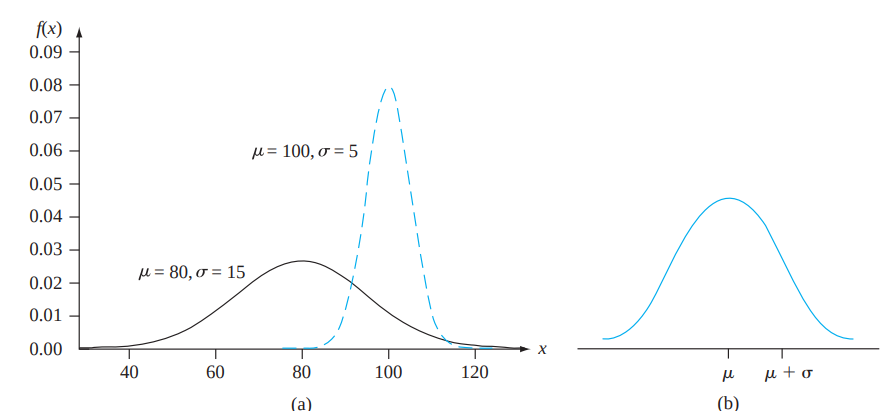 f(x)
0.09
0.08
0.07
0.06
0.05
0.04
0.03
0.02
0.01
0.00
μ = 100, σ = 5
μ = 80, σ = 15
40 60 80 100 120 x
(a)
μ μ + σ
(b)